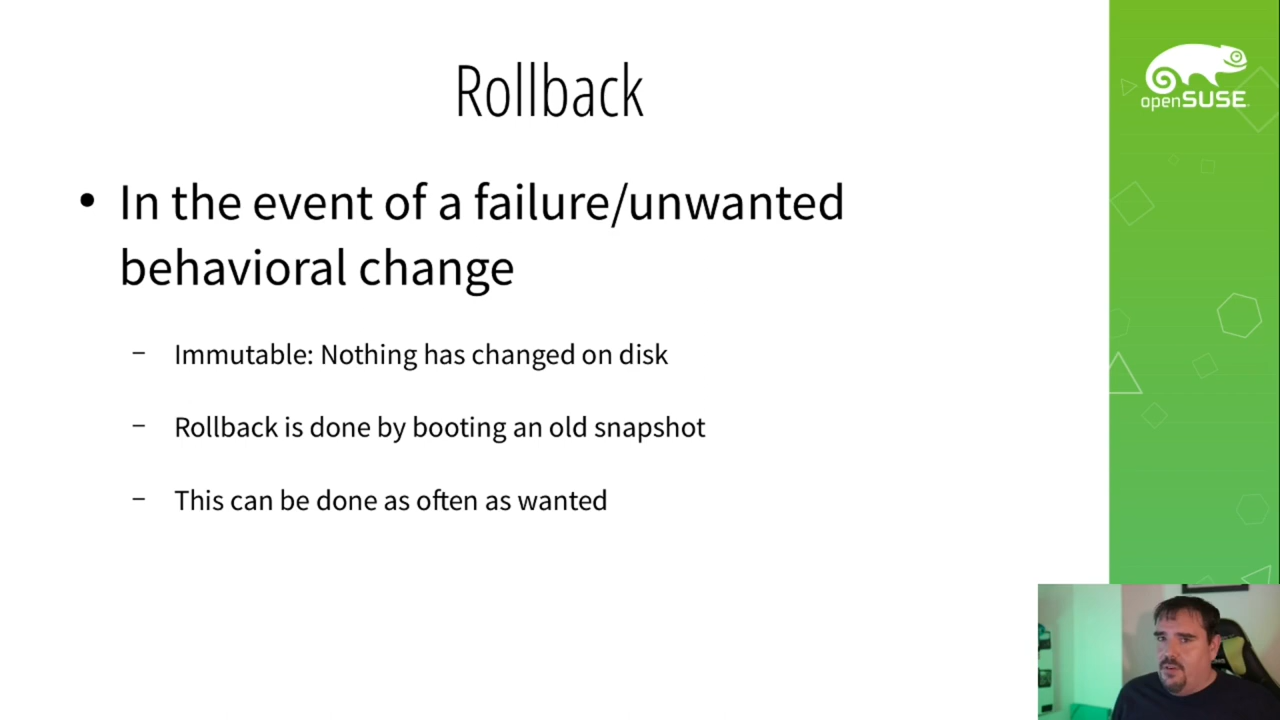 Rollback
openSUSE
• In the event of a failure/unwanted
behavioral change
– Immutable: Nothing has changed on disk
– Rollback is done by booting an old snapshot
– This can be done as often as wanted